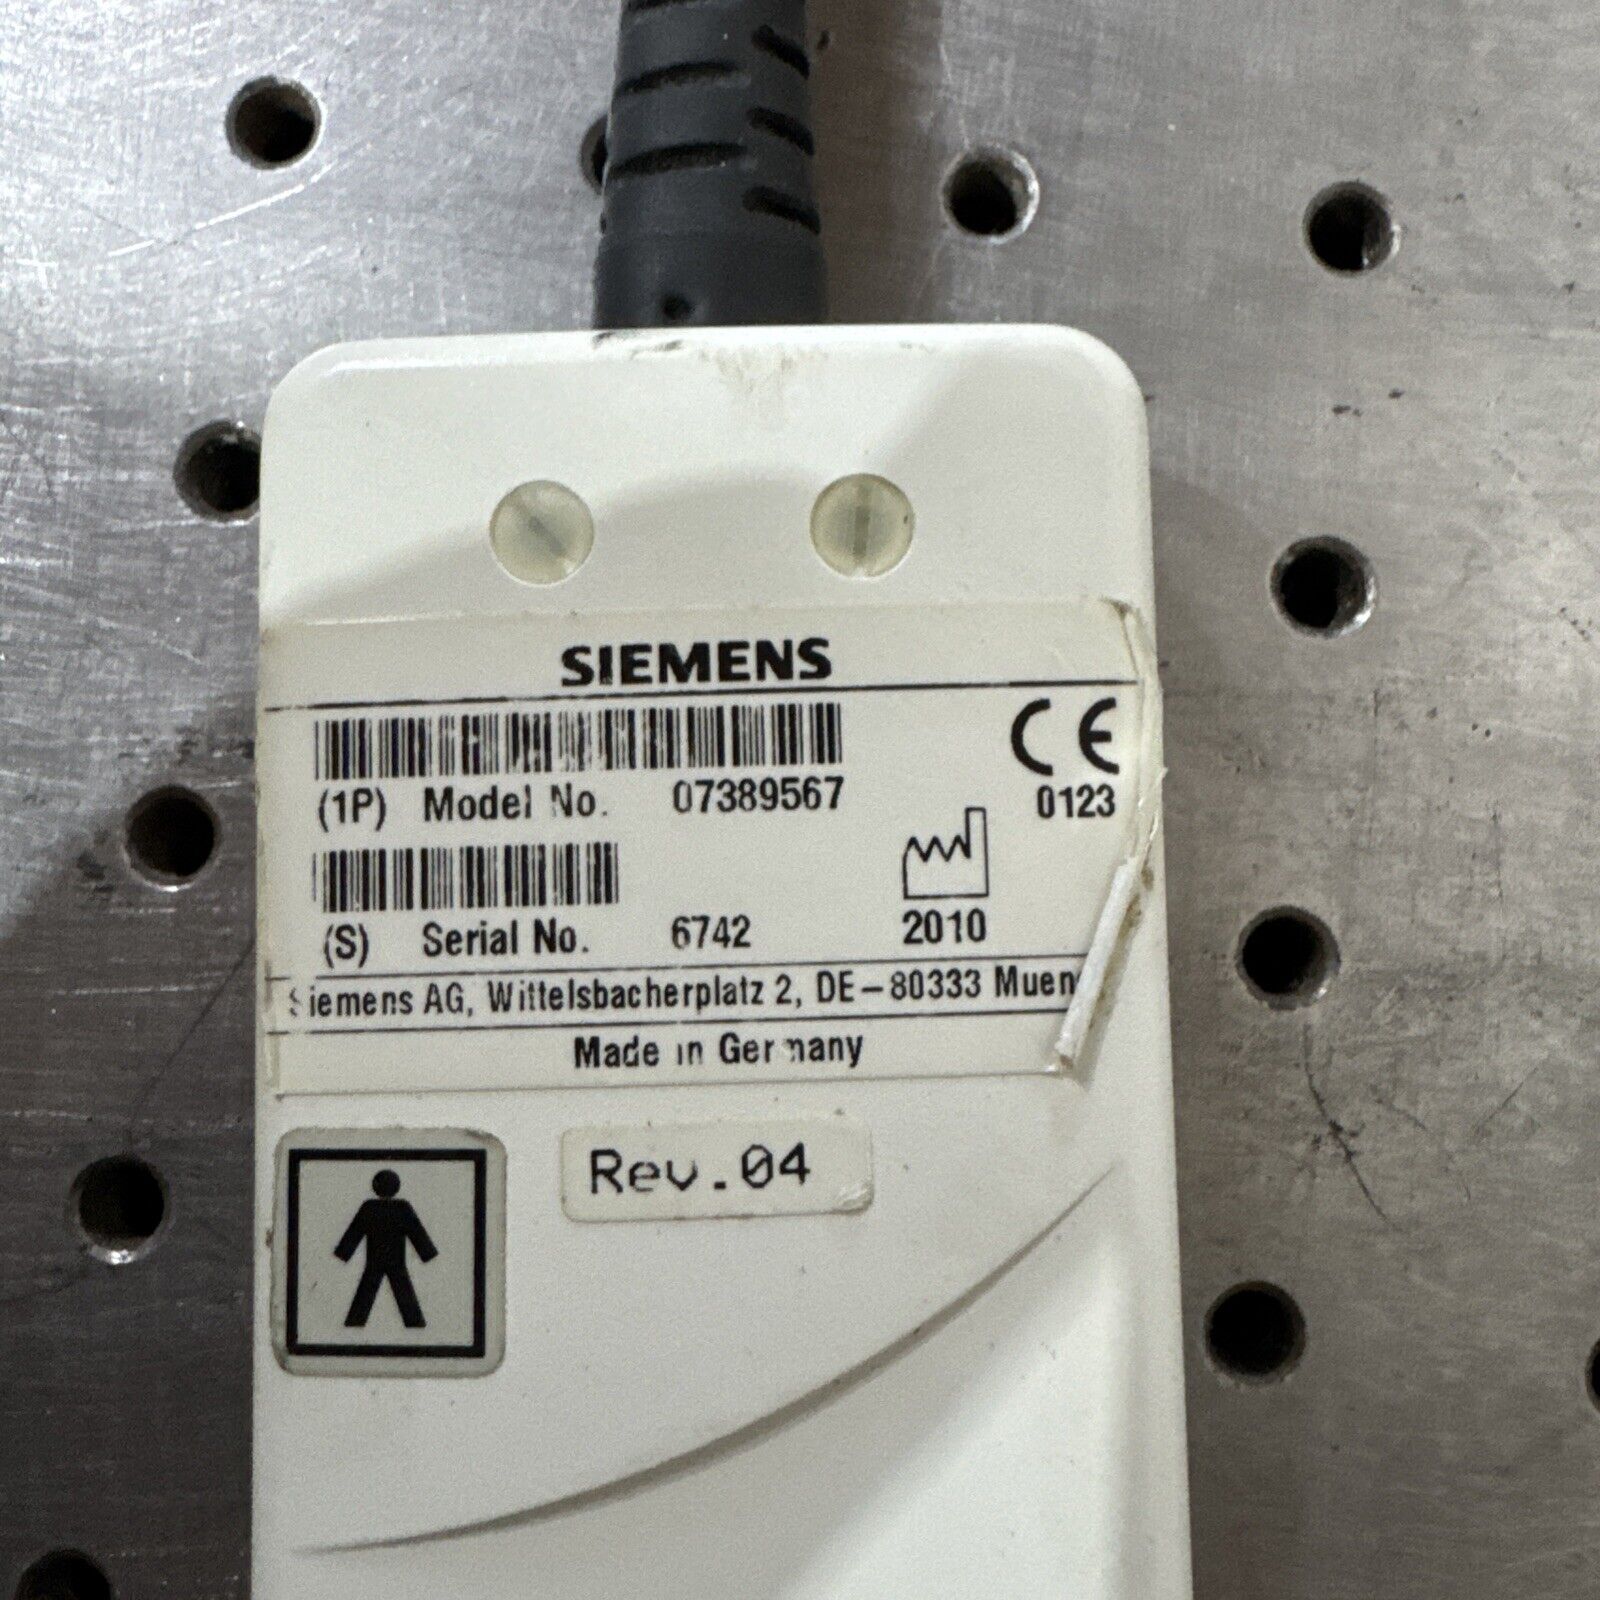 SIEMENS
CE
(1P) Model No. 07389567
0123
(S) Serial No. 6742
2010
Siemens AG, Wittelsbacherplatz 2, DE-80333 Muen
Made in Germany
Rev.04